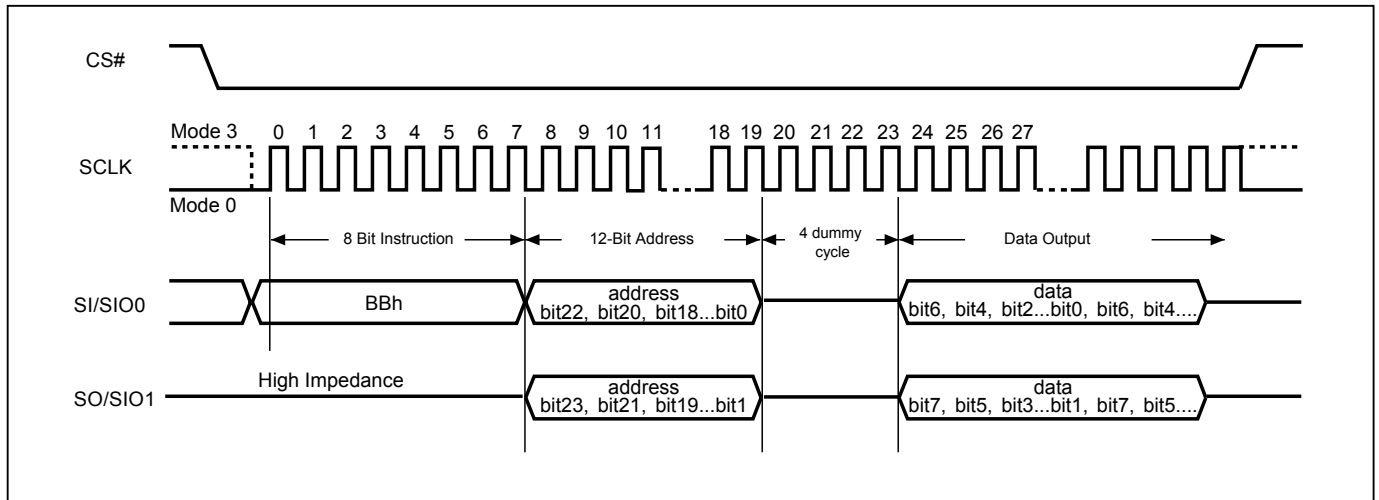 CS#
Mode 3
0 1 2 3 4 5 6 7 8 9 10 11 18 19 20 21 22 23 24 25 26 27
SCLK
Mode 0
8 Bit Instruction
12-Bit Address
4 dummy
cycle
Data Output
SI/SIO0
BBh
address
bit22, bit20, bit18...bit0
data
bit6, bit4, bit2...bit0, bit6, bit4....
SO/SIO1
High Impedance
address
bit23, bit21, bit19...bit1
data
bit7, bit5, bit3...bit1, bit7, bit5....